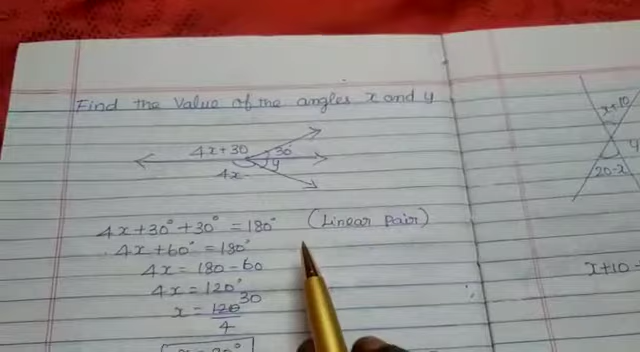 Find the Value of the angles x and y
4x+30 30°
y
4x
4x+30°+30° = 180° (Linear pair)
4x+60° = 180°
4x = 180-60
4x = 120°
x = 120 30
4
x+10
y
20-x
x+10